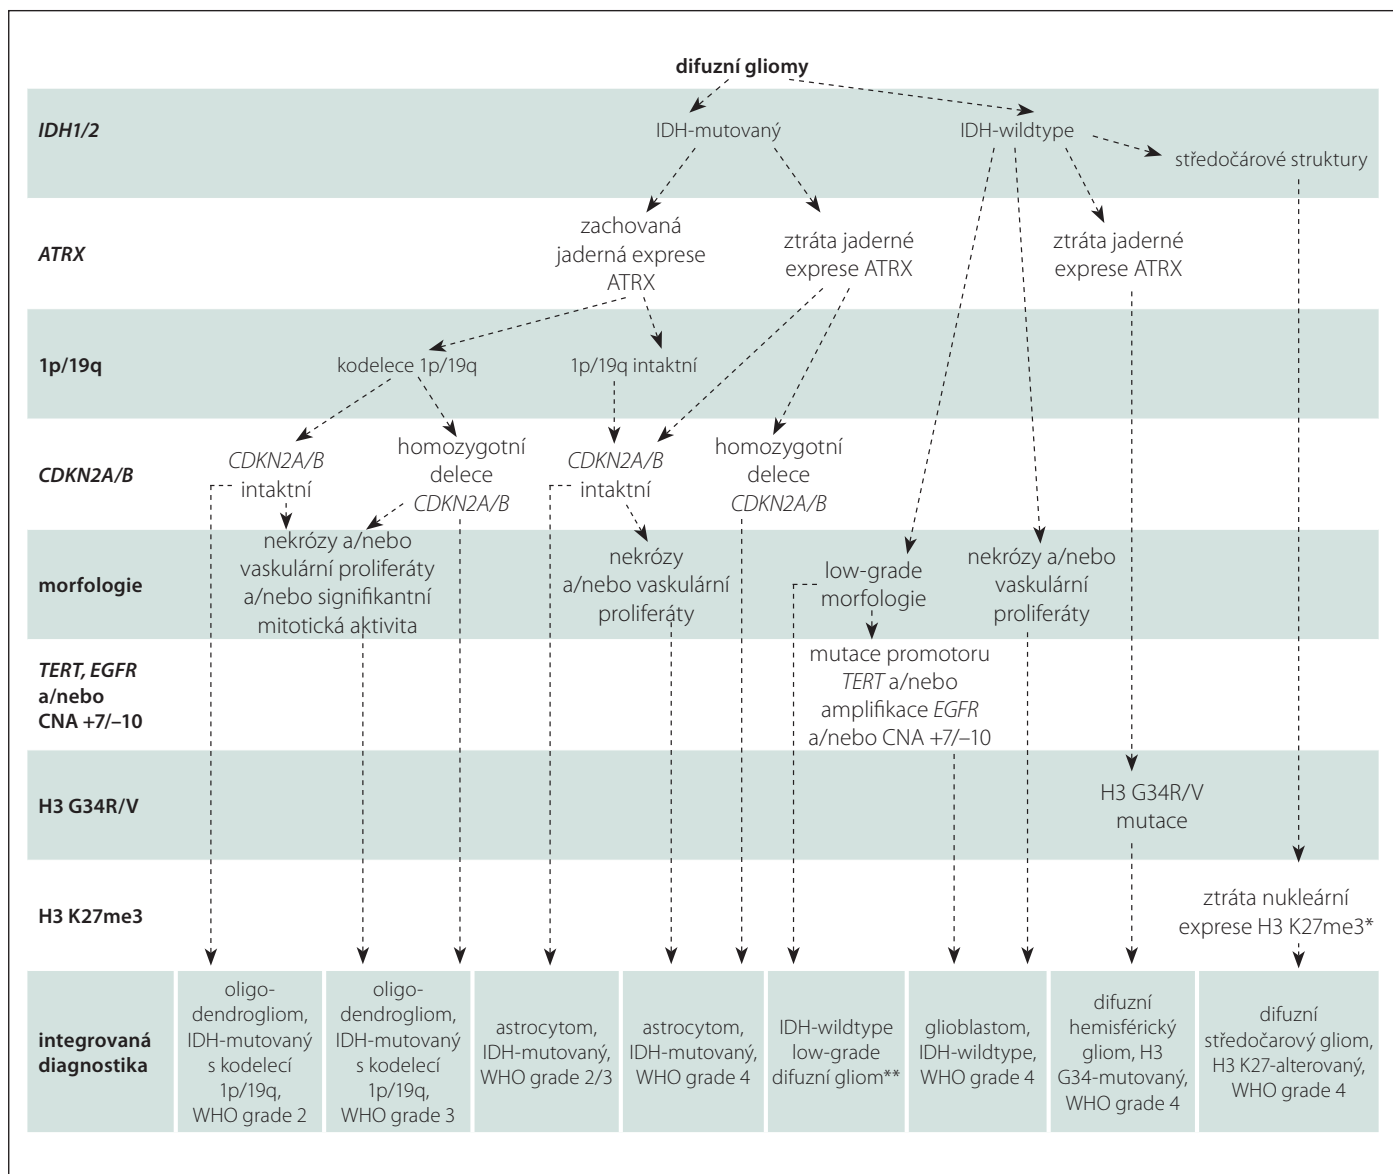 difuzní gliomy
IDH1/2
IDH-mutovaný
IDH-wildtype
středočárové struktury
ATRX
zachovaná
jaderná exprese
ATRX
ztráta jaderné
exprese ATRX
ztráta jaderné
exprese ATRX
1p/19q
kodelece 1p/19q
1p/19q intaktní
CDKN2A/B
CDKN2A/B
intaktní
homozygotní
delece
CDKN2A/B
CDKN2A/B
intaktní
homozygotní
delece
CDKN2A/B
morfologie
nekrózy a/nebo
vaskulární proliferáty
a/nebo signifikantní
mitotická aktivita
nekrózy
a/nebo vaskulární
proliferáty
low-grade
morfologie
nekrózy a/nebo
vaskulární
proliferáty
TERT, EGFR
a/nebo
CNA +7/–10
mutace promotoru
TERT a/nebo
amplifikace EGFR
a/nebo CNA +7/–10
H3 G34R/V
H3 G34R/V
mutace
H3 K27me3
ztráta nukleární
exprese H3 K27me3*
integrovaná
diagnostika
oligo-
dendrogliom,
IDH-mutovaný
s kodelecí
1p/19q,
WHO grade 2
oligo-
dendrogliom,
IDH-mutovaný
s kodelecí
1p/19q,
WHO grade 3
astrocytom,
IDH-mutovaný,
WHO grade 2/3
astrocytom,
IDH-mutovaný,
WHO grade 4
IDH-wildtype
low-grade
difuzní gliom**
glioblastom,
IDH-wildtype,
WHO grade 4
difuzní
hemisférický
gliom, H3
G34-mutovaný,
WHO grade 4
difuzní
středočarový gliom,
H3 K27-alterovaný,
WHO grade 4